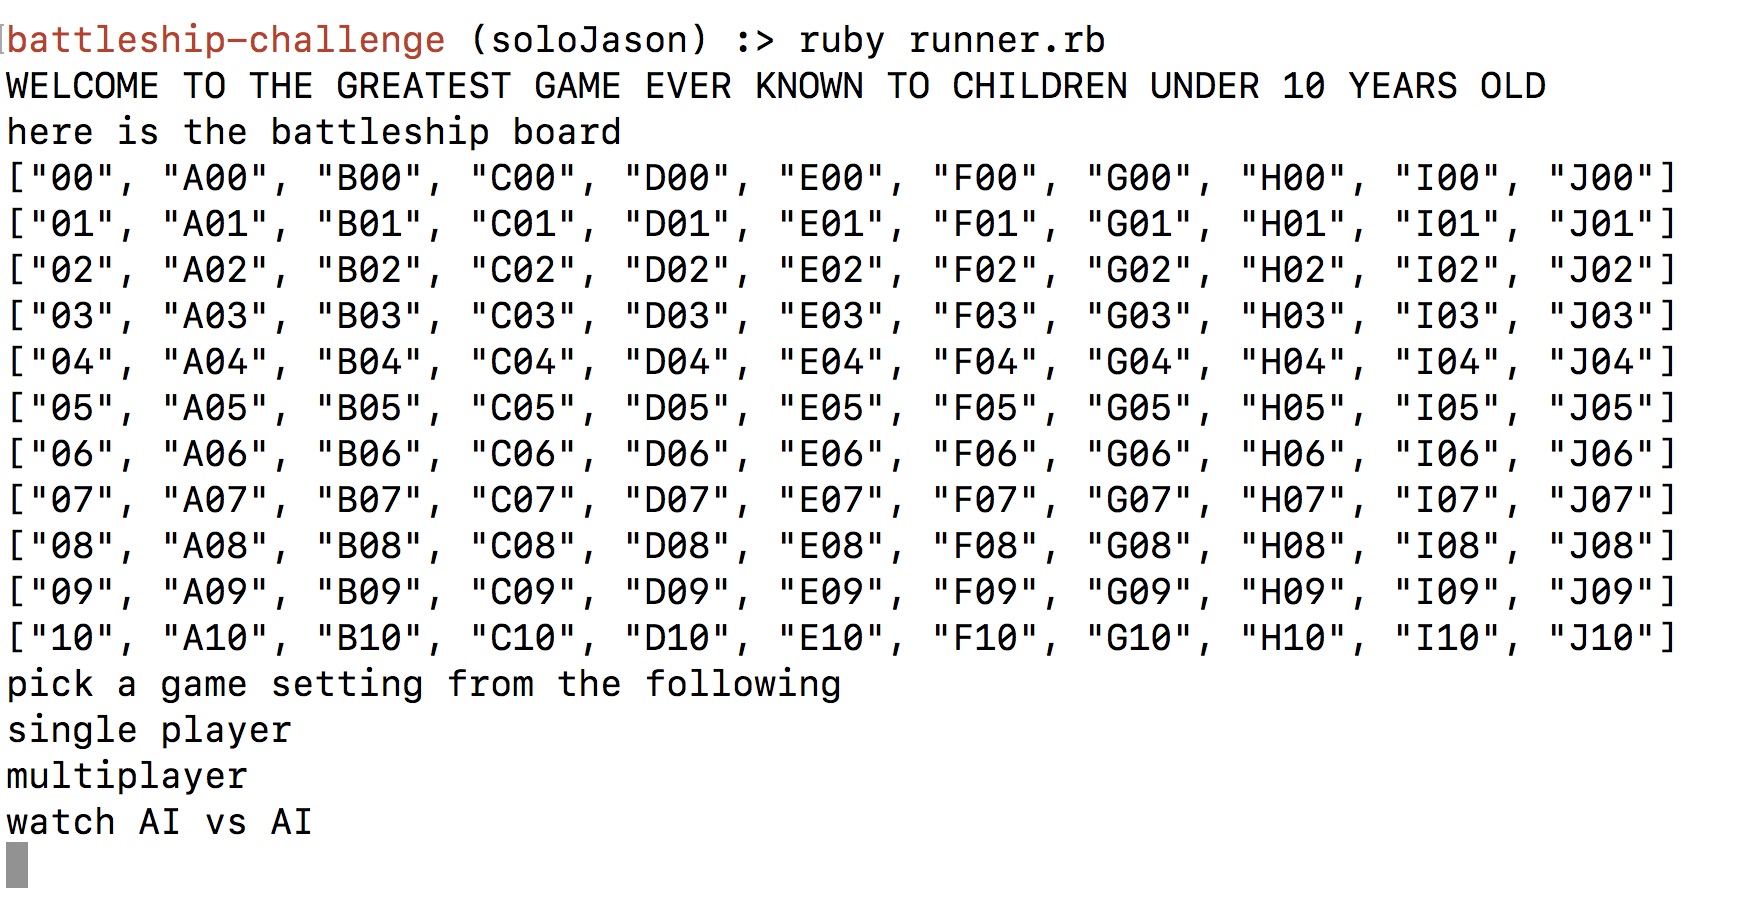 battleship-challenge (soloJason) :> ruby runner.rb
WELCOME TO THE GREATEST GAME EVER KNOWN TO CHILDREN UNDER 10 YEARS OLD
here is the battleship board
["00", "A00", "B00", "C00", "D00", "E00", "F00", "G00", "H00", "I00", "J00"]
["01", "A01", "B01", "C01", "D01", "E01", "F01", "G01", "H01", "I01", "J01"]
["02", "A02", "B02", "C02", "D02", "E02", "F02", "G02", "H02", "I02", "J02"]
["03", "A03", "B03", "C03", "D03", "E03", "F03", "G03", "H03", "I03", "J03"]
["04", "A04", "B04", "C04", "D04", "E04", "F04", "G04", "H04", "I04", "J04"]
["05", "A05", "B05", "C05", "D05", "E05", "F05", "G05", "H05", "I05", "J05"]
["06", "A06", "B06", "C06", "D06", "E06", "F06", "G06", "H06", "I06", "J06"]
["07", "A07", "B07", "C07", "D07", "E07", "F07", "G07", "H07", "I07", "J07"]
["08", "A08", "B08", "C08", "D08", "E08", "F08", "G08", "H08", "I08", "J08"]
["09", "A09", "B09", "C09", "D09", "E09", "F09", "G09", "H09", "I09", "J09"]
["10", "A10", "B10", "C10", "D10", "E10", "F10", "G10", "H10", "I10", "J10"]
pick a game setting from the following
single player
multiplayer
watch AI vs AI